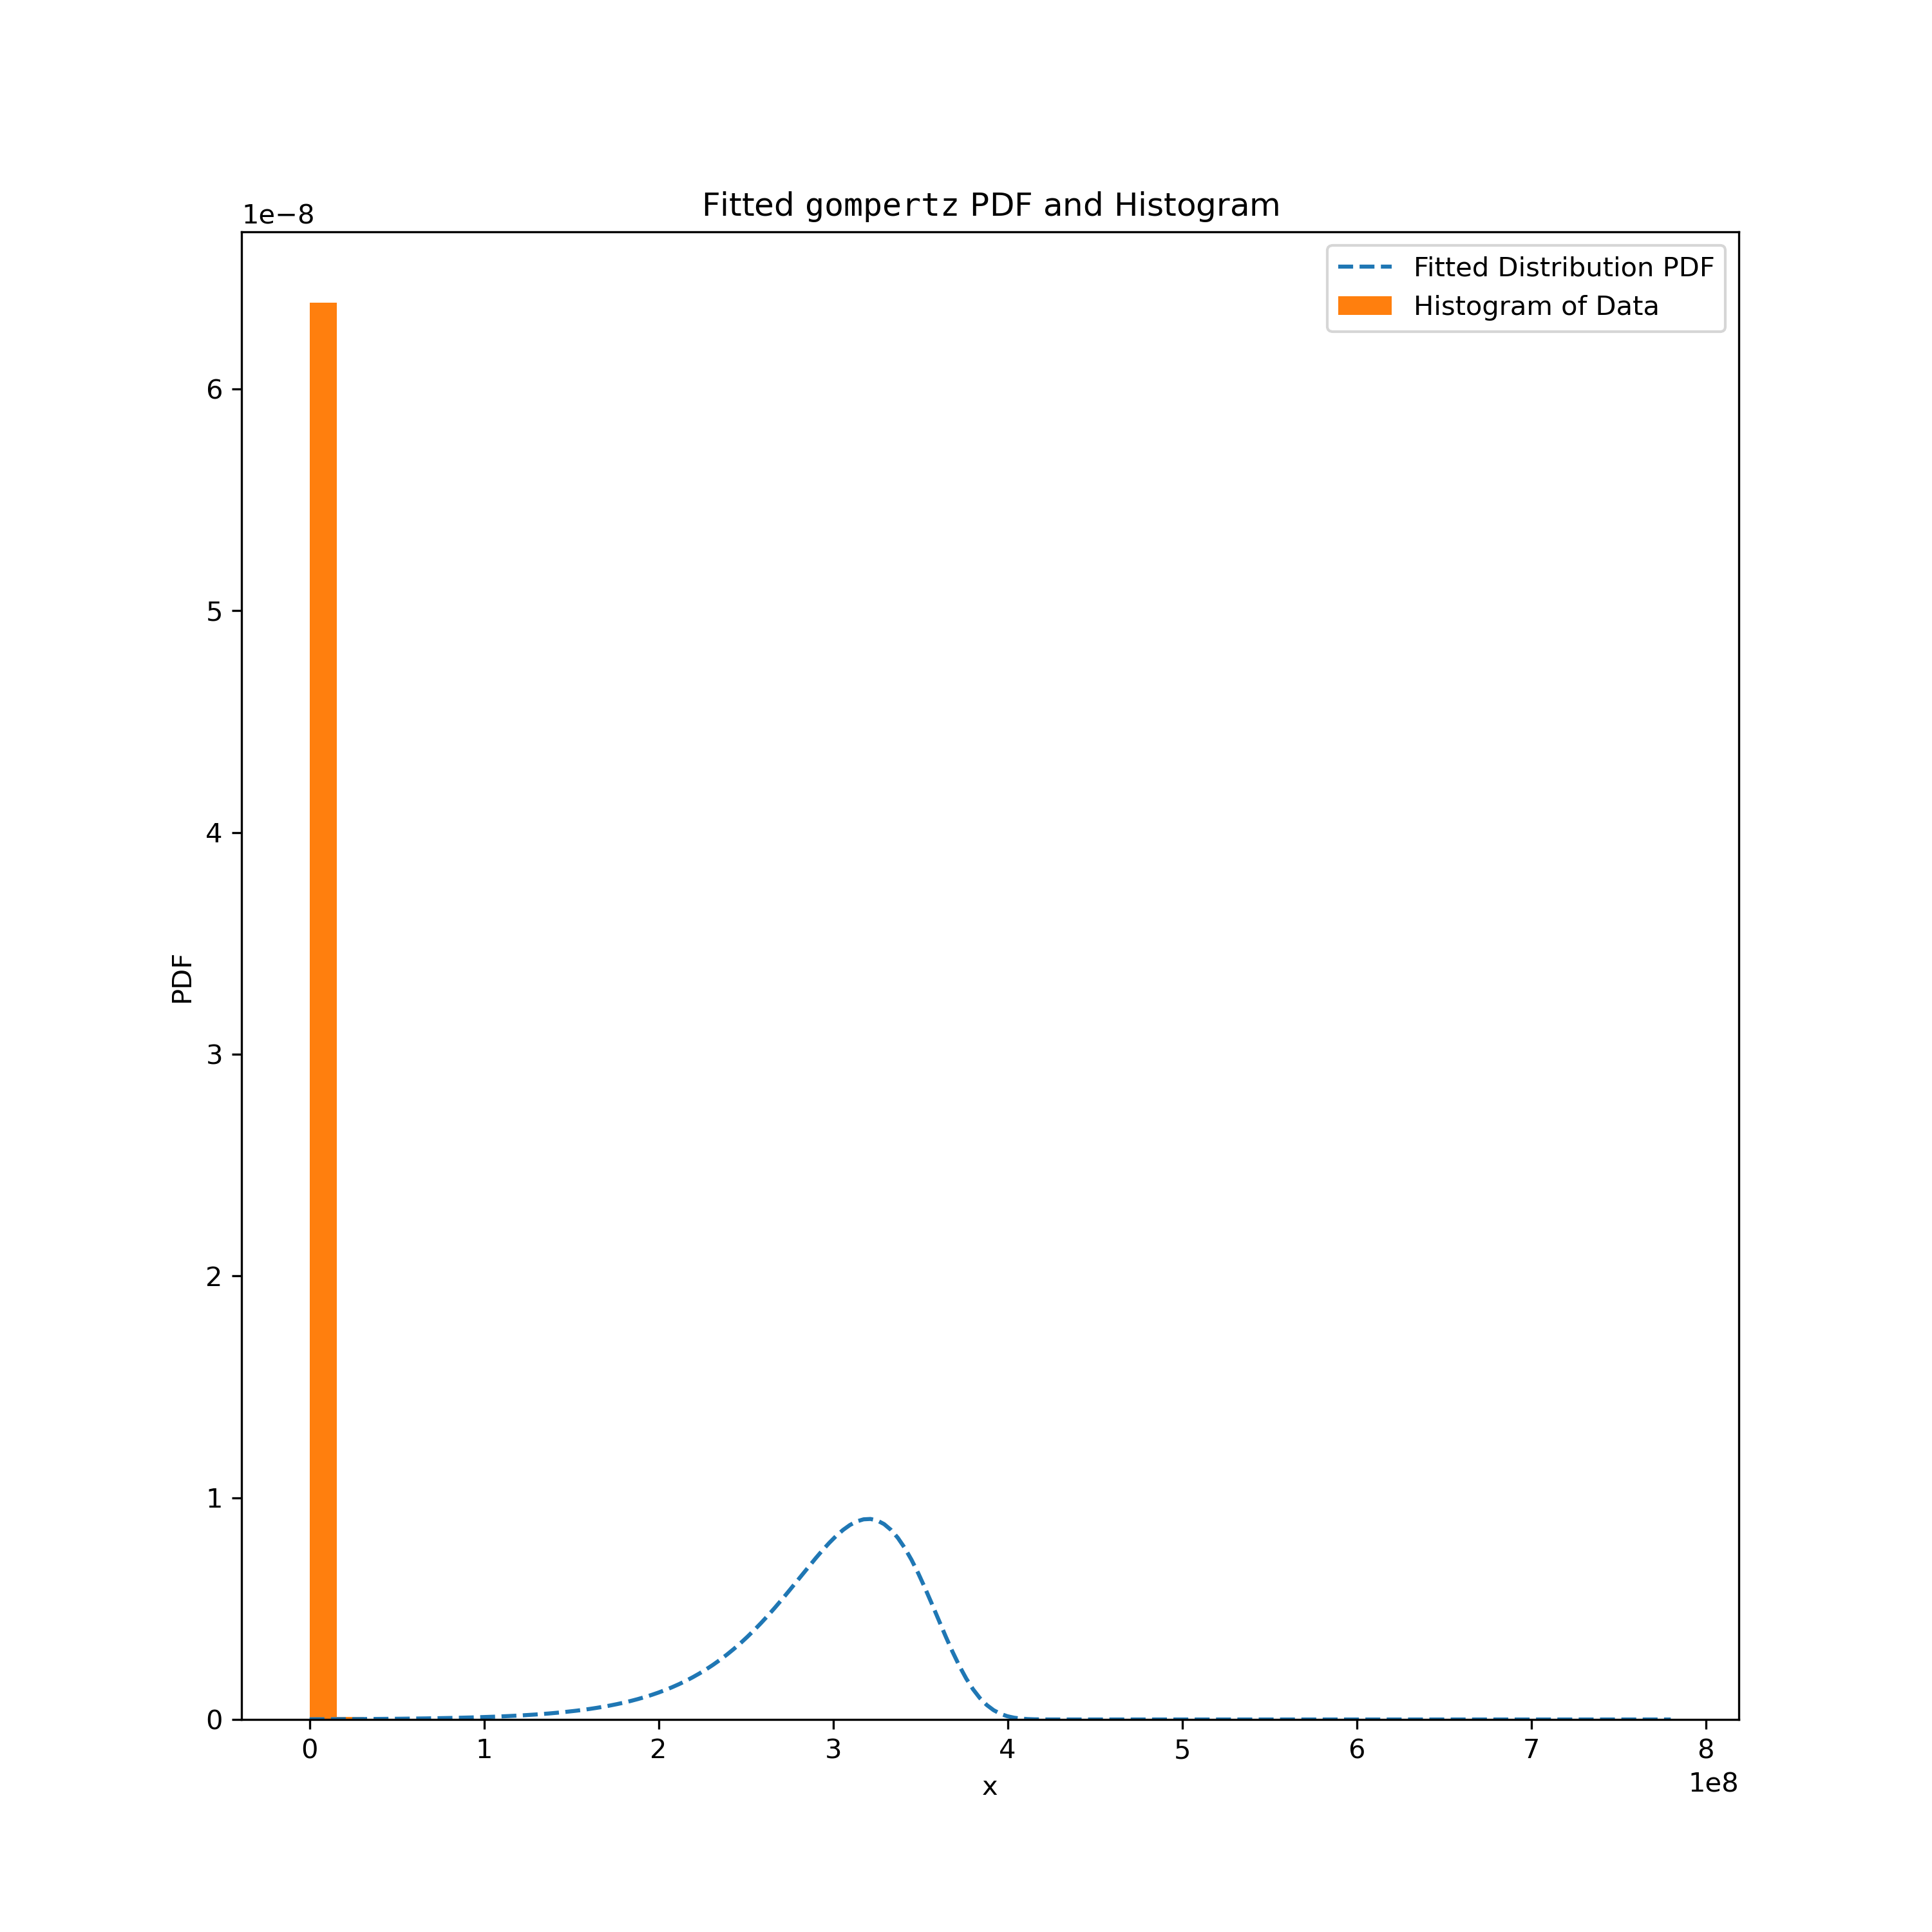 Fitted gompertz PDF and Histogram
1e−8
Fitted Distribution PDF
Histogram of Data
6
5
4
3
2
1
0
PDF
0 1 2 3 4 5 6 7 8
1e8
x